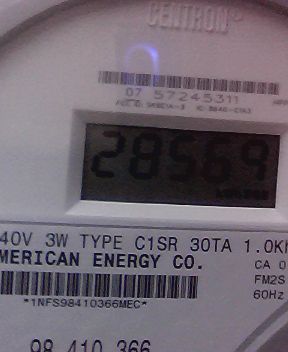 CENTRON
07 57245311
28569
40V 3W TYPE C1SR 30TA 1.0K
MERICAN ENERGY CO.
CA 0
FM2S
*1NFS98410366MEC*
60Hz
98 410 366